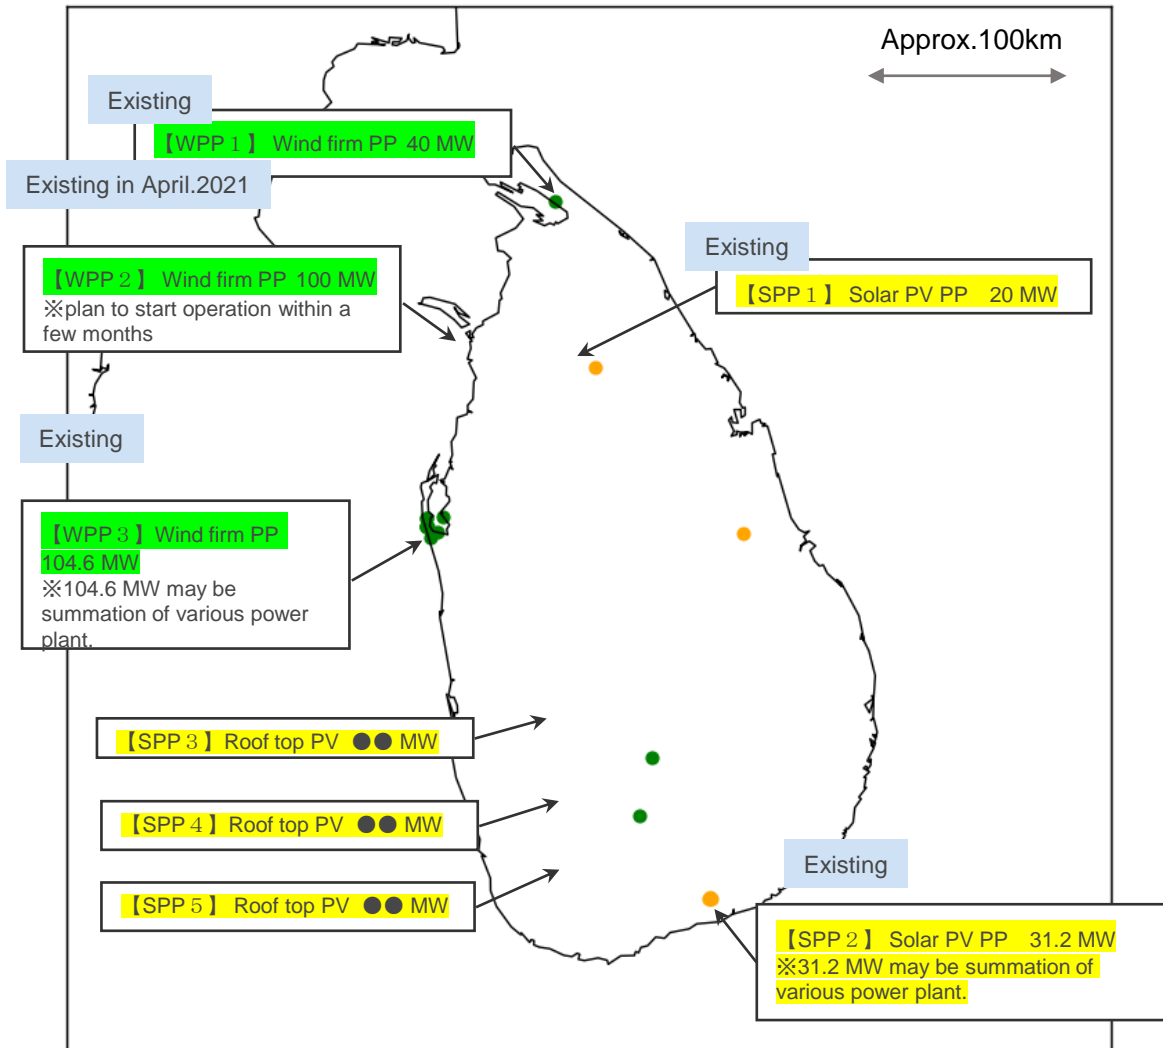 Approx.100km
Existing
【WPP１】 Wind firm PP 40 MW
Existing in April.2021
【WPP２】 Wind firm PP 100 MW
※plan to start operation within a
few months
Existing
【SPP１】 Solar PV PP 20 MW
Existing
【WPP３】Wind firm PP
104.6 MW
※104.6 MW may be
summation of various power
plant.
【SPP３】Roof top PV ●● MW
【SPP４】Roof top PV ●● MW
【SPP５】 Roof top PV ●● MW
Existing
【SPP２】 Solar PV PP 31.2 MW
※31.2 MW may be summation of
various power plant.